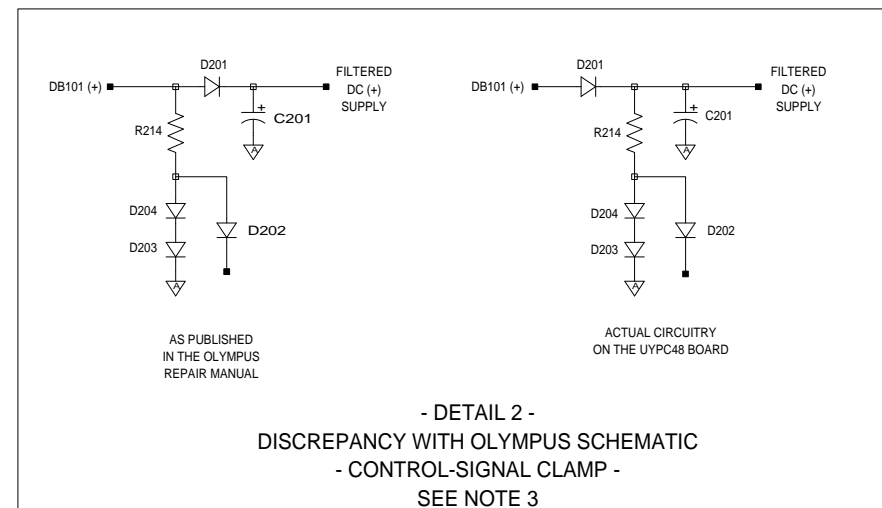 D201
DB101 (+)
FILTERED
DC (+)
SUPPLY
+
C201
A
R214
D204
D203
D202
A
AS PUBLISHED
IN THE OLYMPUS
REPAIR MANUAL
D201
DB101 (+)
FILTERED
DC (+)
SUPPLY
+
C201
A
R214
D204
D203
D202
A
ACTUAL CIRCUITRY
ON THE UYPC48 BOARD
- DETAIL 2 -
DISCREPANCY WITH OLYMPUS SCHEMATIC
- CONTROL-SIGNAL CLAMP -
SEE NOTE 3